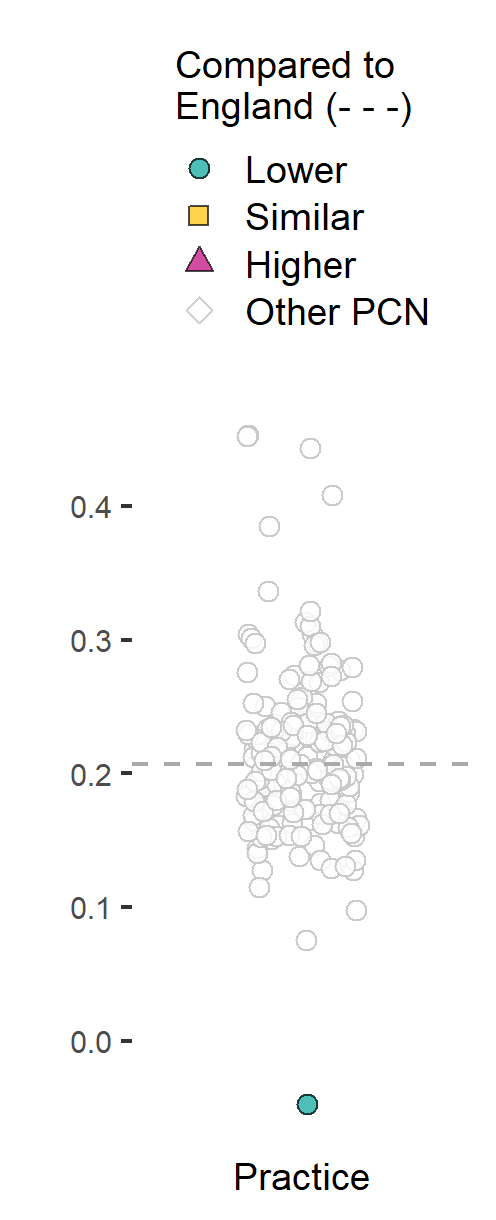 Compared to
England (- - -)
Lower
Similar
Higher
Other PCN
0.4
0.3
0.2
0.1
0.0
Practice